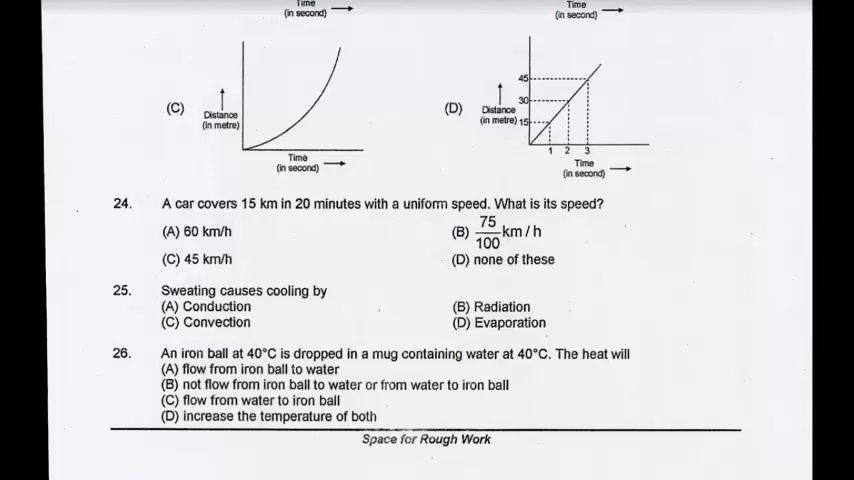 Time
(in second)
Time
(in second)
(C)
Distance
(in metre)
Time
(in second)
(D)
Distance
(in metre)
45
30
15
1 2 3
Time
(in second)
24. A car covers 15 km in 20 minutes with a uniform speed. What is its speed?
(A) 60 km/h
(B) 75/100 km / h
(C) 45 km/h
(D) none of these
25. Sweating causes cooling by
(A) Conduction
(B) Radiation
(C) Convection
(D) Evaporation
26. An iron ball at 40°C is dropped in a mug containing water at 40°C. The heat will
(A) flow from iron ball to water
(B) not flow from iron ball to water or from water to iron ball
(C) flow from water to iron ball
(D) increase the temperature of both
Space for Rough Work